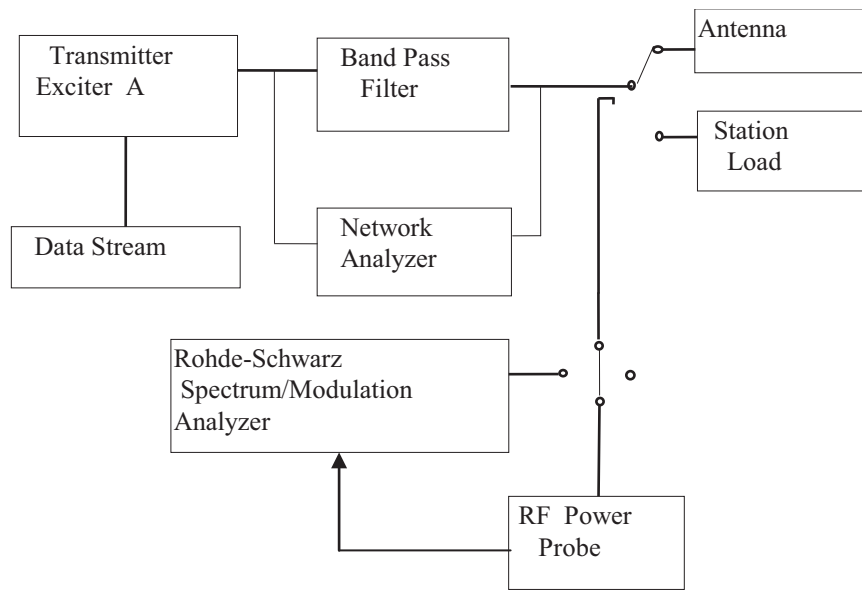 Transmitter
Exciter A
Band Pass
Filter
Antenna
Station
Load
Data Stream
Network
Analyzer
Rohde-Schwarz
Spectrum/Modulation
Analyzer
RF Power
Probe